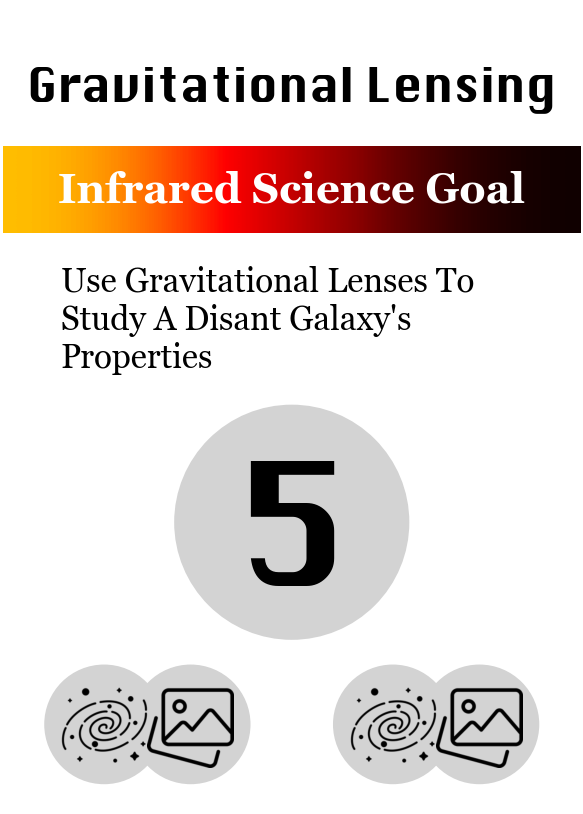 Gravitational Lensing
Infrared Science Goal
Use Gravitational Lenses To
Study A Disant Galaxy's
Properties
5